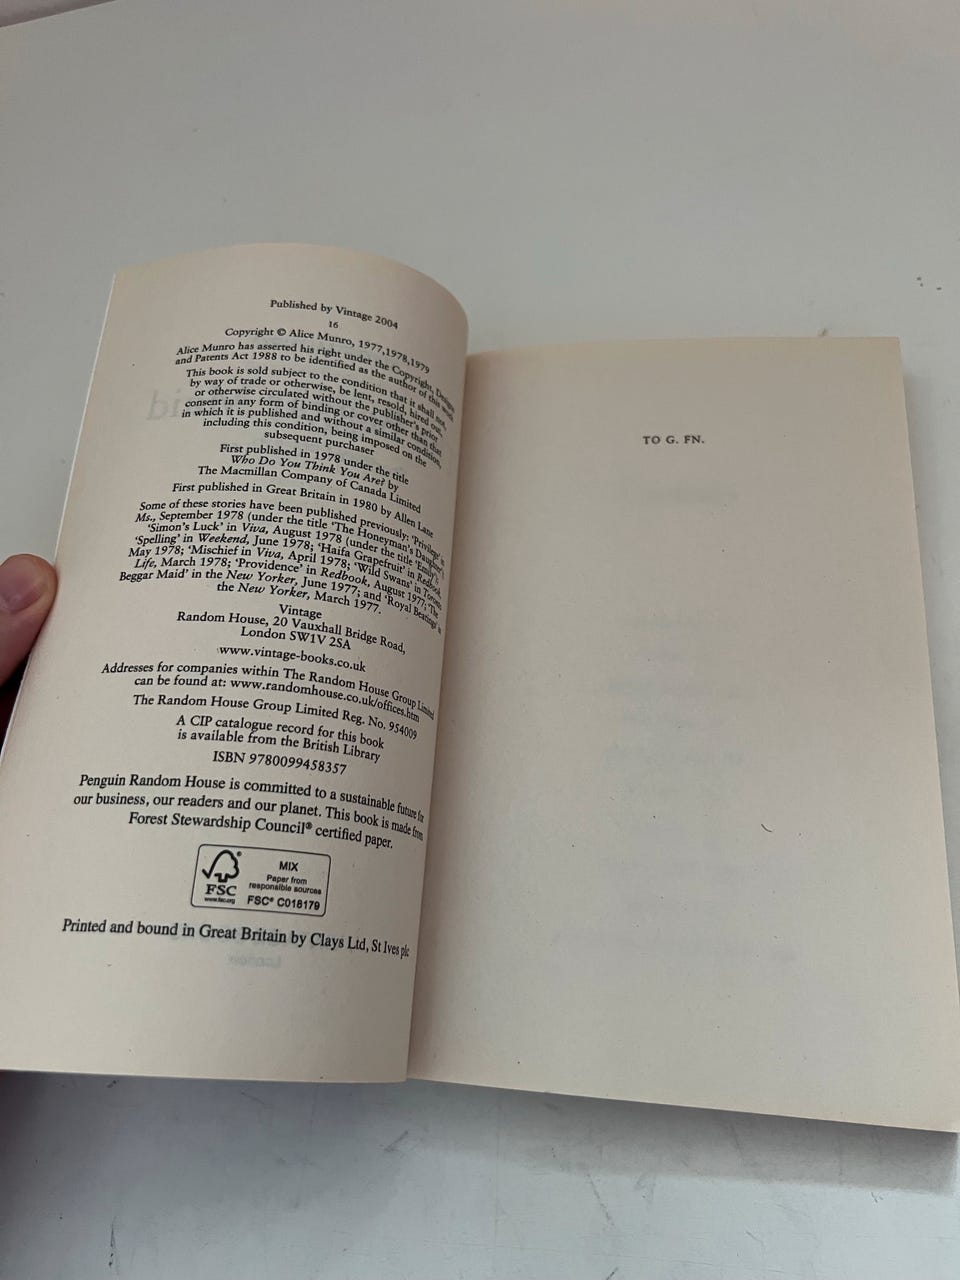 Published by Vintage 2004
16
Copyright © Alice Munro, 1977,1978,1979
Alice Munro has asserted his right under the Copyright, Designs
and Patents Act 1988 to be identified as the author of this work
This book is sold subject to the condition that it shall not,
by way of trade or otherwise, be lent, resold, hired out,
or otherwise circulated without the publisher's prior
consent in any form of binding or cover other than that
in which it is published and without a similar condition,
including this condition, being imposed on the
subsequent purchaser
First published in 1978 under the title
Who Do You Think You Are? by
The Macmillan Company of Canada Limited
First published in Great Britain in 1980 by Allen Lane
Some of these stories have been published previously: 'Privilege' in
Ms., September 1978 (under the title 'The Honeyman's Daughter');
'Simon's Luck' in Viva, August 1978 (under the title 'Emily');
'Spelling' in Weekend, June 1978; 'Haifa Grapefruit' in Redbook,
May 1978; 'Mischief in Viva, April 1978; 'Wild Swans' in Toronto
Life, March 1978; 'Providence' in Redbook, August 1977; 'The
Beggar Maid' in the New Yorker, June 1977; and 'Royal Beatings' in
the New Yorker, March 1977.
Vintage
Random House, 20 Vauxhall Bridge Road,
London SW1V 2SA
www.vintage-books.co.uk
Addresses for companies within The Random House Group Limited
can be found at: www.randomhouse.co.uk/offices.htm
The Random House Group Limited Reg. No. 954009
A CIP catalogue record for this book
is available from the British Library
ISBN 9780099458357
Penguin Random House is committed to a sustainable future for
our business, our readers and our planet. This book is made from
Forest Stewardship Council® certified paper.
FSC®
www.fsc.org
MIX
Paper from
responsible sources
FSC® C018179
Printed and bound in Great Britain by Clays Ltd, St Ives plc
TO G. FN.